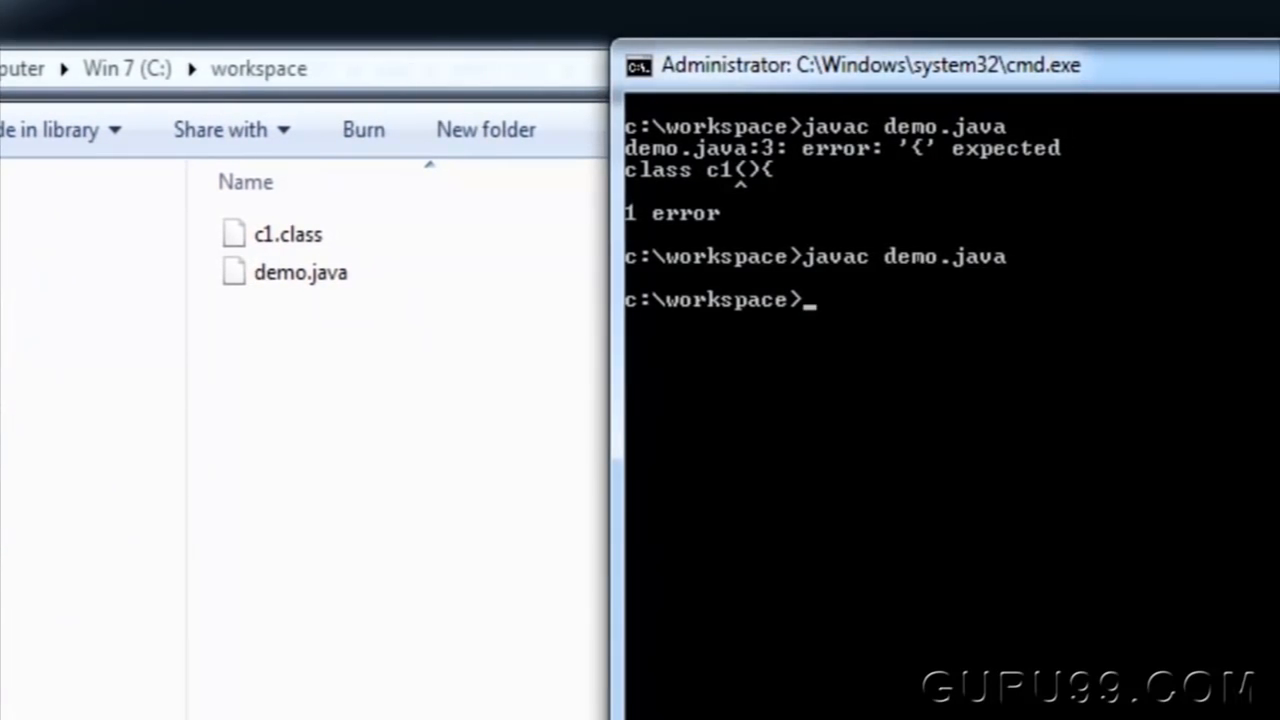 puter ▸ Win 7 (C:) ▸ workspace
de in library Share with Burn New folder
Name
c1.class
demo.java
Administrator: C:\Windows\system32\cmd.exe
c:\workspace>javac demo.java
demo.java:3: error: '{' expected
class c1(){
^
1 error
c:\workspace>javac demo.java
c:\workspace>_
GURU99.COM